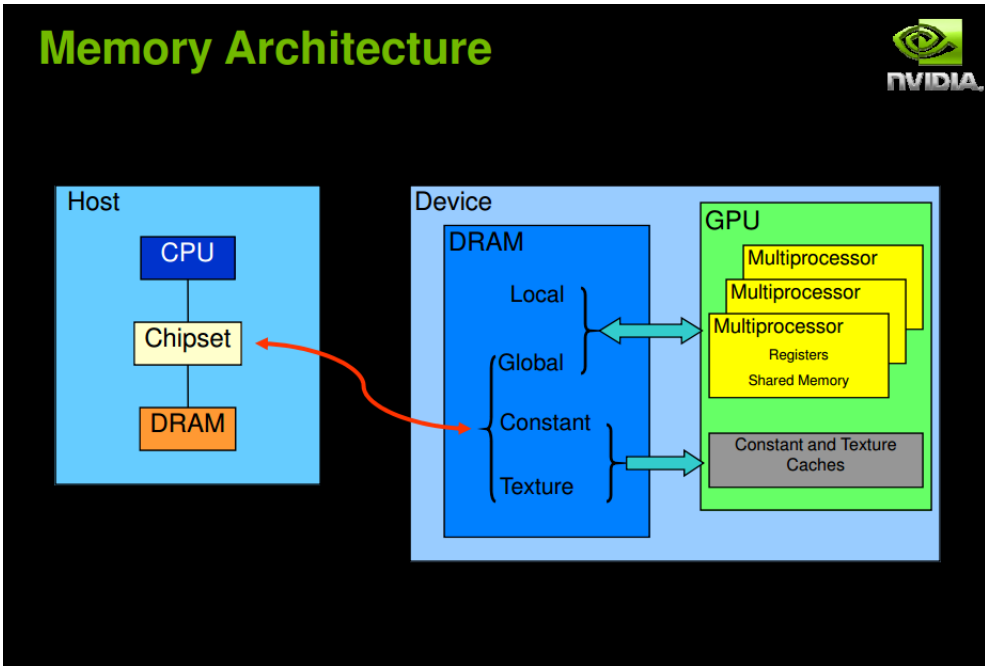 Memory Architecture
NVIDIA.
Host
CPU
Chipset
DRAM
Device
DRAM
Local
Global
Constant
Texture
GPU
Multiprocessor
Multiprocessor
Multiprocessor
Registers
Shared Memory
Constant and Texture
Caches